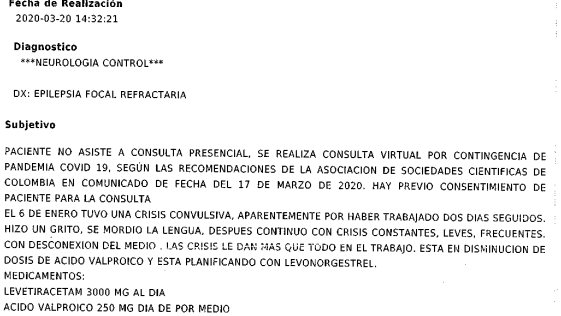 Fecha de Realización
2020-03-20 14:32:21
Diagnostico
***NEUROLOGIA CONTROL***
DX: EPILEPSIA FOCAL REFRACTARIA
Subjetivo
PACIENTE NO ASISTE A CONSULTA PRESENCIAL, SE REALIZA CONSULTA VIRTUAL POR CONTINGENCIA DE
PANDEMIA COVID 19, SEGÚN LAS RECOMENDACIONES DE LA ASOCIACION DE SOCIEDADES CIENTIFICAS DE
COLOMBIA EN COMUNICADO DE FECHA DEL 17 DE MARZO DE 2020. HAY PREVIO CONSENTIMIENTO DE
PACIENTE PARA LA CONSULTA
EL 6 DE ENERO TUVO UNA CRISIS CONVULSIVA, APARENTEMENTE POR HABER TRABAJADO DOS DIAS SEGUIDOS.
HIZO UN GRITO, SE MORDIO LA LENGUA, DESPUES CONTINUO CON CRISIS CONSTANTES, LEVES, FRECUENTES.
CON DESCONEXION DEL MEDIO . LAS CRISIS LE DAN MAS QUE TODO EN EL TRABAJO. ESTA EN DISMINUCION DE
DOSIS DE ACIDO VALPROICO Y ESTA PLANIFICANDO CON LEVONORGESTREL.
MEDICAMENTOS:
LEVETIRACETAM 3000 MG AL DIA
ACIDO VALPROICO 250 MG DIA DE POR MEDIO